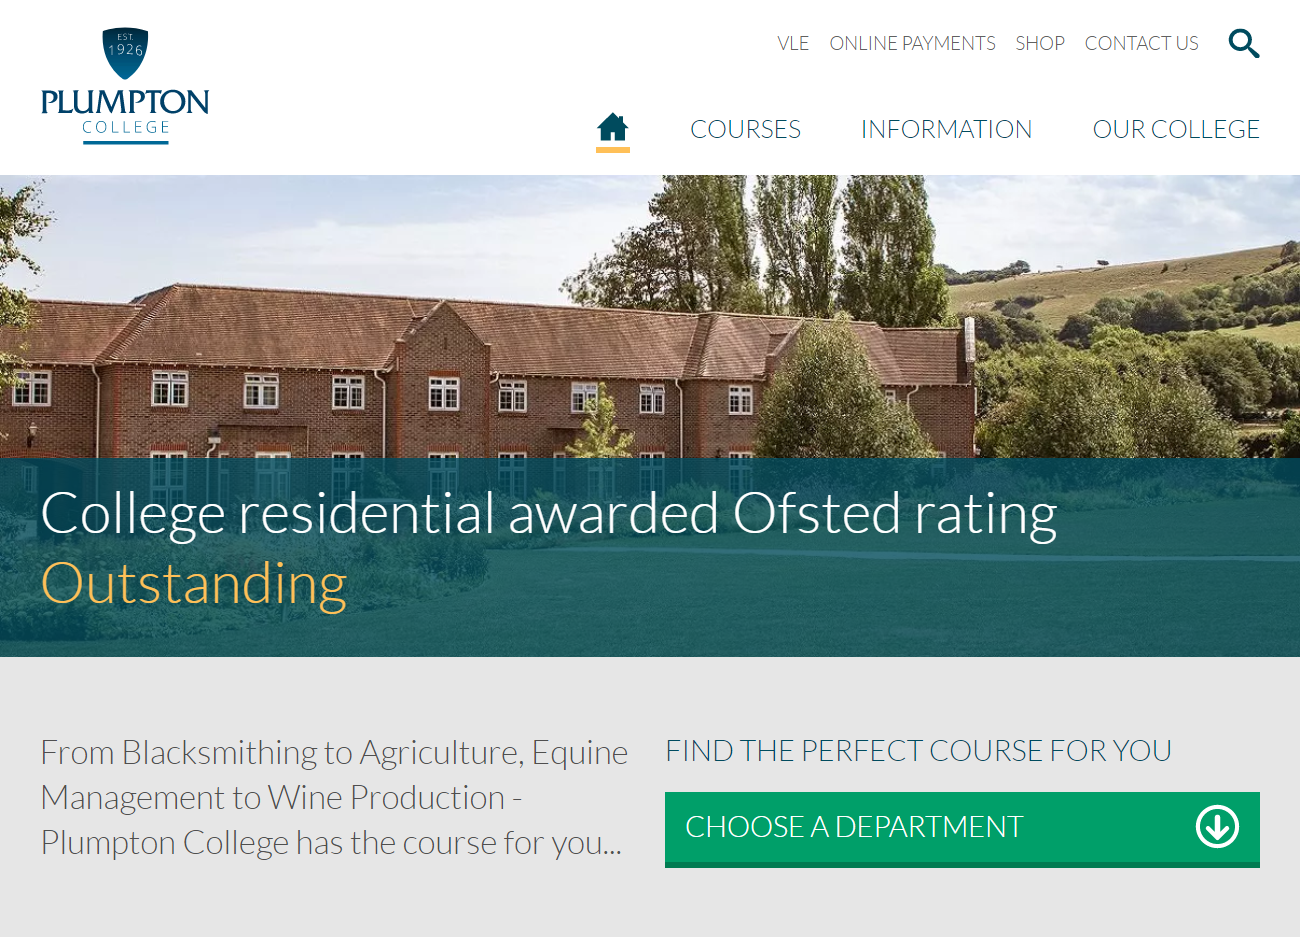 EST.
1926
PLUMPTON
COLLEGE
VLE ONLINE PAYMENTS SHOP CONTACT US
COURSES INFORMATION OUR COLLEGE
College residential awarded Ofsted rating
Outstanding
From Blacksmithing to Agriculture, Equine
Management to Wine Production -
Plumpton College has the course for you...
FIND THE PERFECT COURSE FOR YOU
CHOOSE A DEPARTMENT